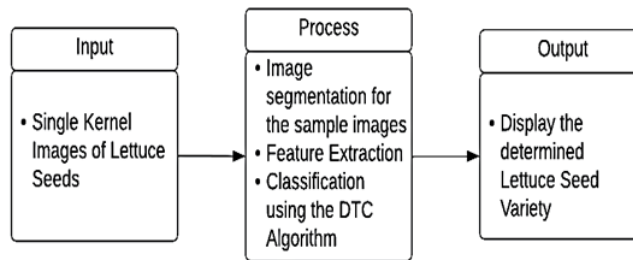 Input
• Single Kernel
Images of Lettuce
Seeds
Process
• Image
segmentation for
the sample images
• Feature Extraction
• Classification
using the DTC
Algorithm
Output
• Display the
determined
Lettuce Seed
Variety